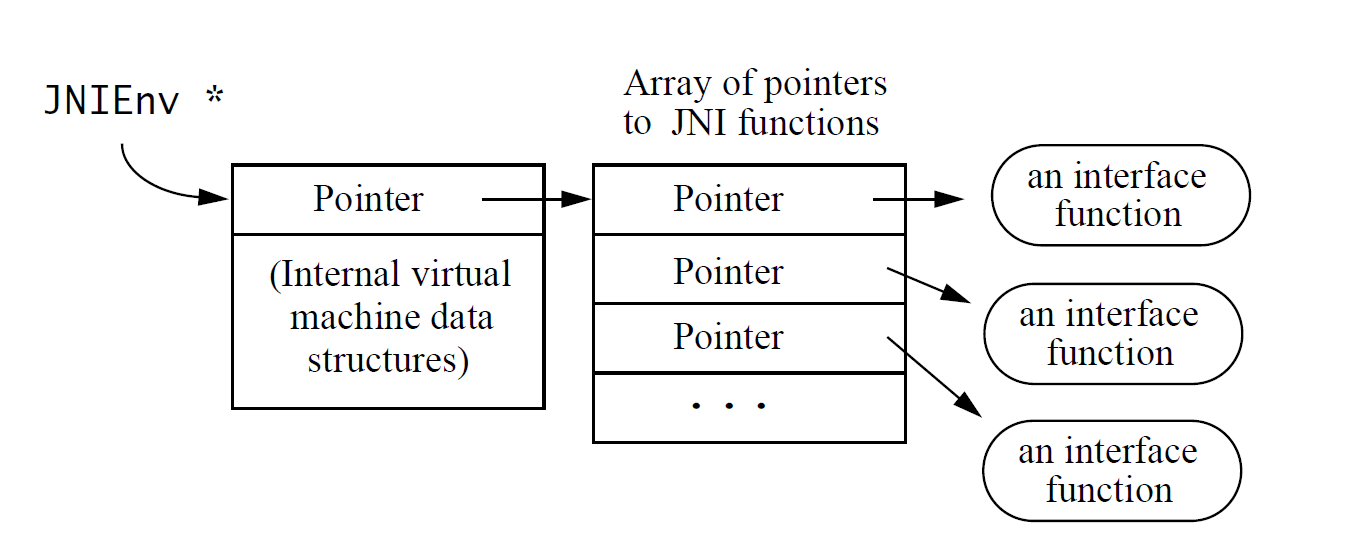 JNIEnv *
Array of pointers
to JNI functions
Pointer
(Internal virtual
machine data
structures)
Pointer
Pointer
Pointer
. . .
an interface
function
an interface
function
an interface
function